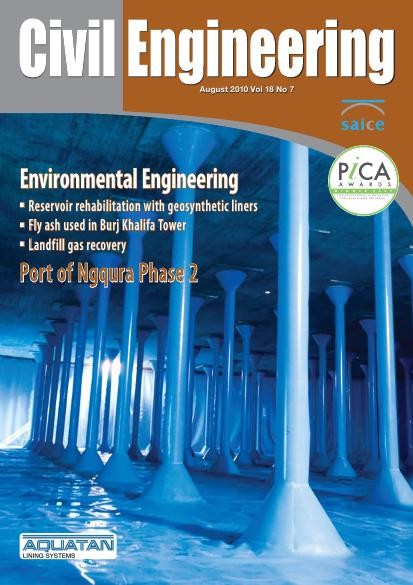 Civil Engineering
August 2010 Vol 18 No 7
saice
PiCA
AWARDS
Environmental Engineering
Reservoir rehabilitation with geosynthetic liners
Fly ash used in Burj Khalifa Tower
Landfill gas recovery
Port of Ngqura Phase 2
AQUATAN
LINING SYSTEMS